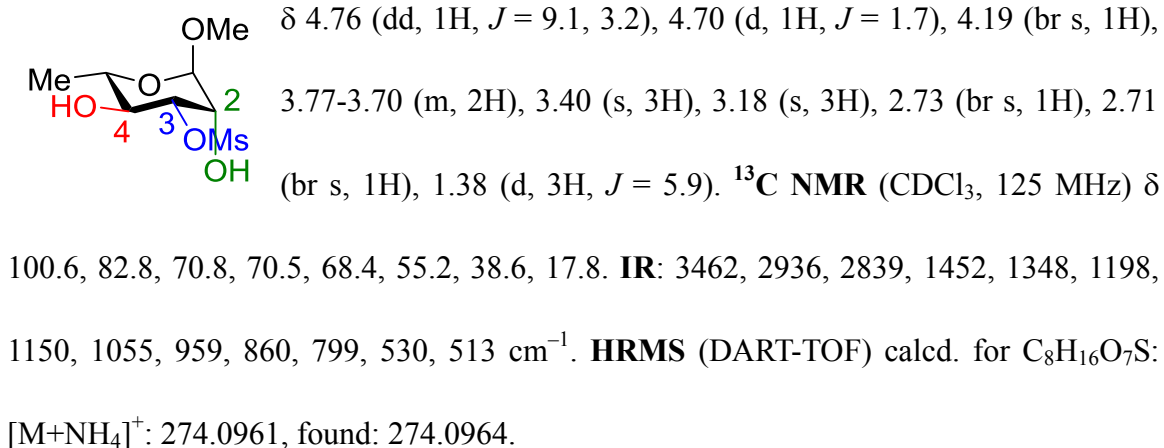 OMe
δ 4.76 (dd, 1H, J = 9.1, 3.2), 4.70 (d, 1H, J = 1.7), 4.19 (br s, 1H),
Me
O
2
HO
3.77-3.70 (m, 2H), 3.40 (s, 3H), 3.18 (s, 3H), 2.73 (br s, 1H), 2.71
4
3
OMs
OH
(br s, 1H), 1.38 (d, 3H, J = 5.9). ¹³C NMR (CDCl₃, 125 MHz) δ
100.6, 82.8, 70.8, 70.5, 68.4, 55.2, 38.6, 17.8. IR: 3462, 2936, 2839, 1452, 1348, 1198,
1150, 1055, 959, 860, 799, 530, 513 cm⁻¹. HRMS (DART-TOF) calcd. for C₈H₁₆O₇S:
[M+NH₄]⁺: 274.0961, found: 274.0964.